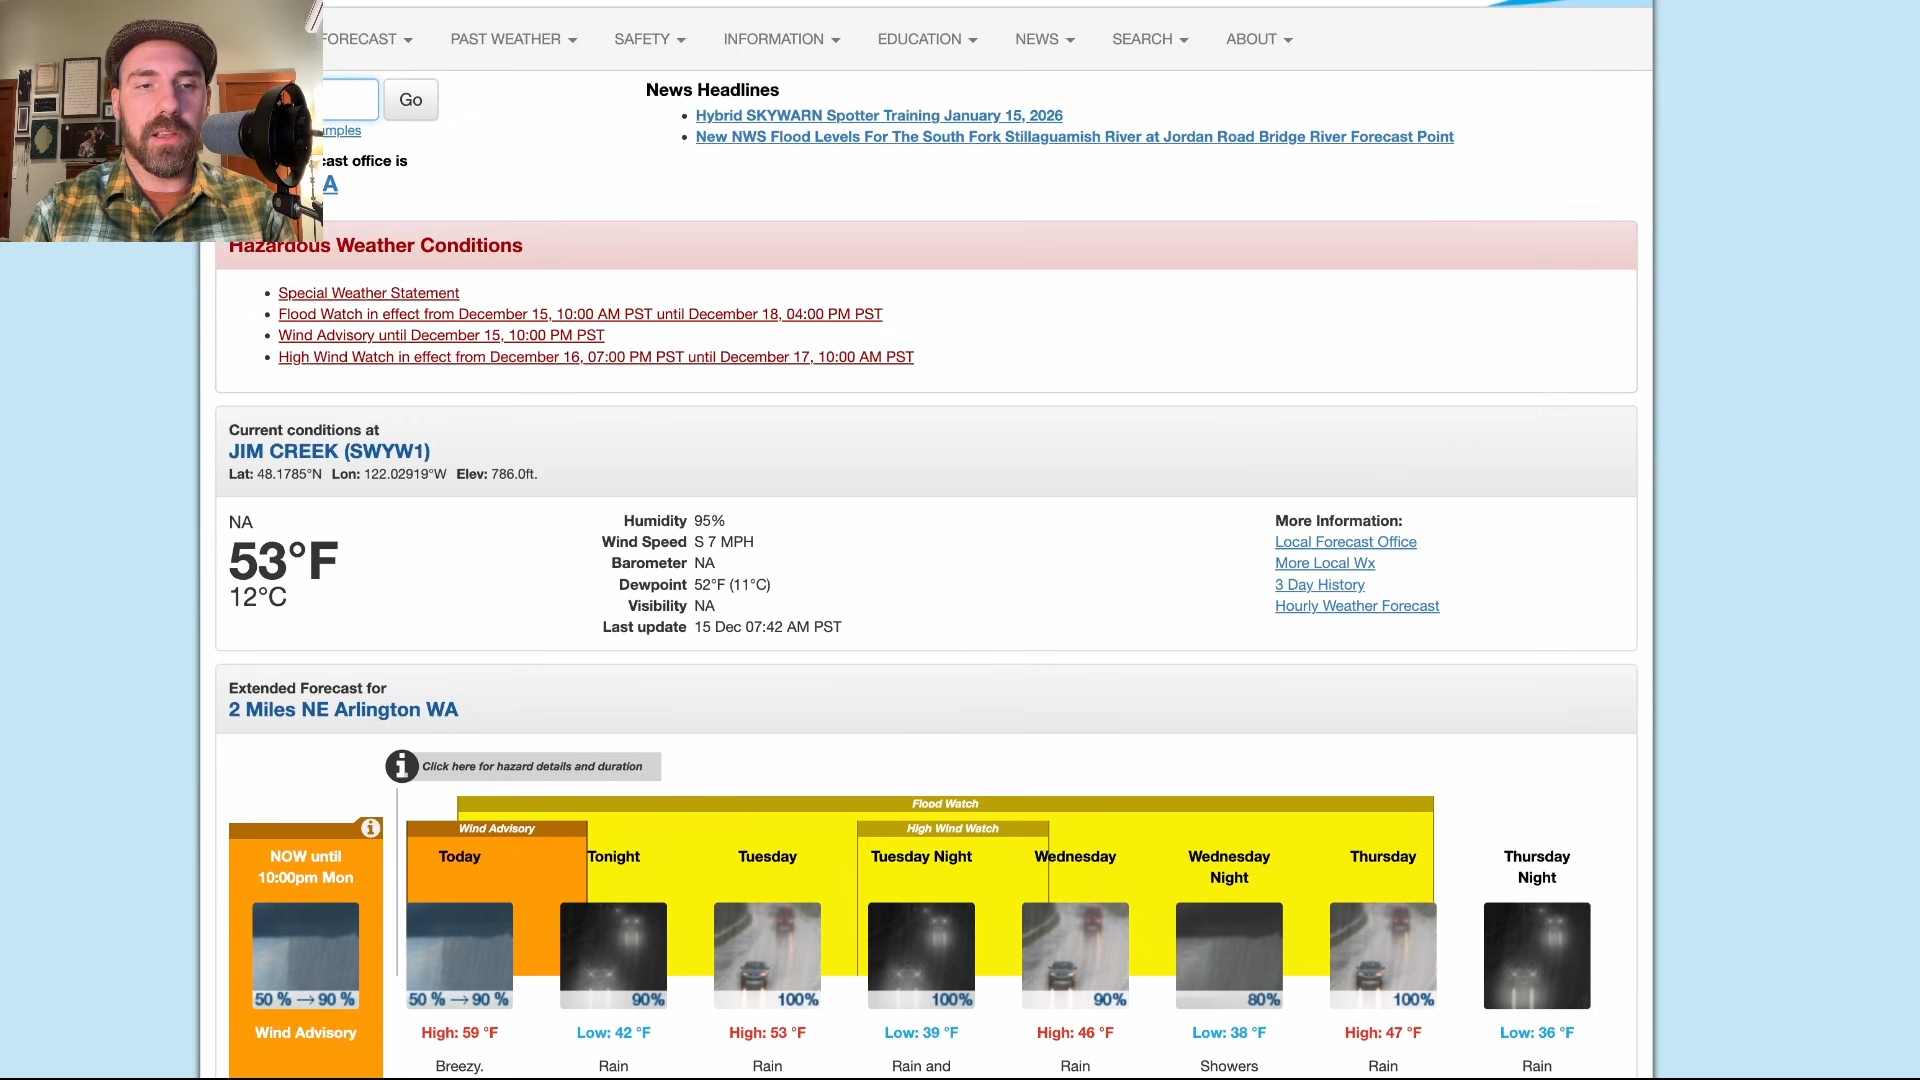 FORECAST PAST WEATHER SAFETY INFORMATION EDUCATION NEWS SEARCH ABOUT
Go
News Headlines
Hybrid SKYWARN Spotter Training January 15, 2026
New NWS Flood Levels For The South Fork Stillaguamish River at Jordan Road Bridge River Forecast Point
amples
cast office is
A
Hazardous Weather Conditions
Special Weather Statement
Flood Watch in effect from December 15, 10:00 AM PST until December 18, 04:00 PM PST
Wind Advisory until December 15, 10:00 PM PST
High Wind Watch in effect from December 16, 07:00 PM PST until December 17, 10:00 AM PST
Current conditions at
JIM CREEK (SWYW1)
Lat: 48.1785°N Lon: 122.02919°W Elev: 786.0ft.
NA
53°F
12°C
Humidity 95%
Wind Speed S 7 MPH
Barometer NA
Dewpoint 52°F (11°C)
Visibility NA
Last update 15 Dec 07:42 AM PST
More Information:
Local Forecast Office
More Local Wx
3 Day History
Hourly Weather Forecast
Extended Forecast for
2 Miles NE Arlington WA
Click here for hazard details and duration
Flood Watch
Wind Advisory High Wind Watch
NOW until
10:00pm Mon
Today Tonight Tuesday Tuesday Night Wednesday Wednesday
Night Thursday Thursday
Night
50 % → 90 % 50 % → 90 % 90% 100% 100% 90% 80% 100%
Wind Advisory High: 59 °F Low: 42 °F High: 53 °F Low: 39 °F High: 46 °F Low: 38 °F High: 47 °F Low: 36 °F
Breezy. Rain Rain Rain and Rain Showers Rain Rain